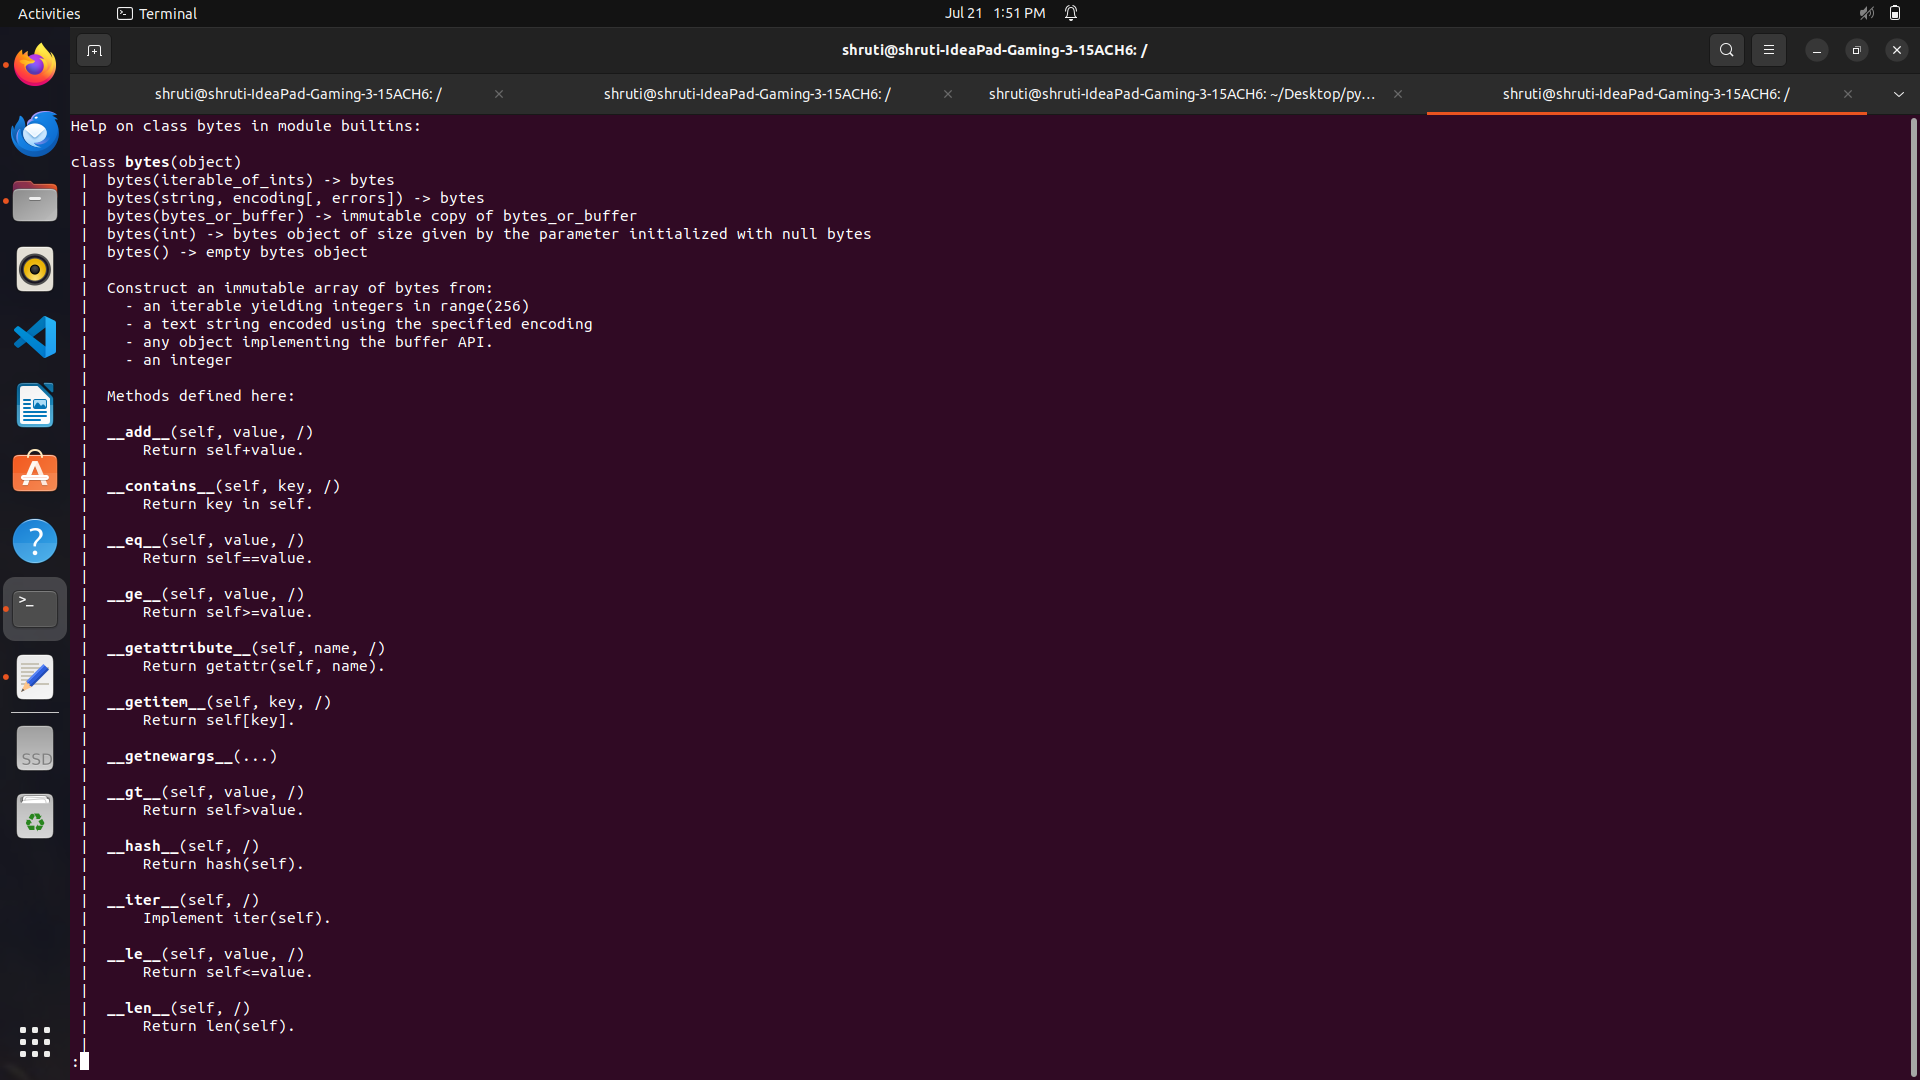 Activities
Terminal
Jul 21 1:51 PM
shruti@shruti-IdeaPad-Gaming-3-15ACH6: /
shruti@shruti-IdeaPad-Gaming-3-15ACH6: /
shruti@shruti-IdeaPad-Gaming-3-15ACH6: /
shruti@shruti-IdeaPad-Gaming-3-15ACH6: ~/Desktop/py...
shruti@shruti-IdeaPad-Gaming-3-15ACH6: /
Help on class bytes in module builtins:
class bytes(object)
|  bytes(iterable_of_ints) -> bytes
|  bytes(string, encoding[, errors]) -> bytes
|  bytes(bytes_or_buffer) -> immutable copy of bytes_or_buffer
|  bytes(int) -> bytes object of size given by the parameter initialized with null bytes
|  bytes() -> empty bytes object
|
|  Construct an immutable array of bytes from:
|    - an iterable yielding integers in range(256)
|    - a text string encoded using the specified encoding
|    - any object implementing the buffer API.
|    - an integer
|
|  Methods defined here:
|
|  __add__(self, value, /)
|      Return self+value.
|
|  __contains__(self, key, /)
|      Return key in self.
|
|  __eq__(self, value, /)
|      Return self==value.
|
|  __ge__(self, value, /)
|      Return self>=value.
|
|  __getattribute__(self, name, /)
|      Return getattr(self, name).
|
|  __getitem__(self, key, /)
|      Return self[key].
|
|  __getnewargs__(...)
|
|  __gt__(self, value, /)
|      Return self>value.
|
|  __hash__(self, /)
|      Return hash(self).
|
|  __iter__(self, /)
|      Implement iter(self).
|
|  __le__(self, value, /)
|      Return self<=value.
|
|  __len__(self, /)
|      Return len(self).
|
:
SSD